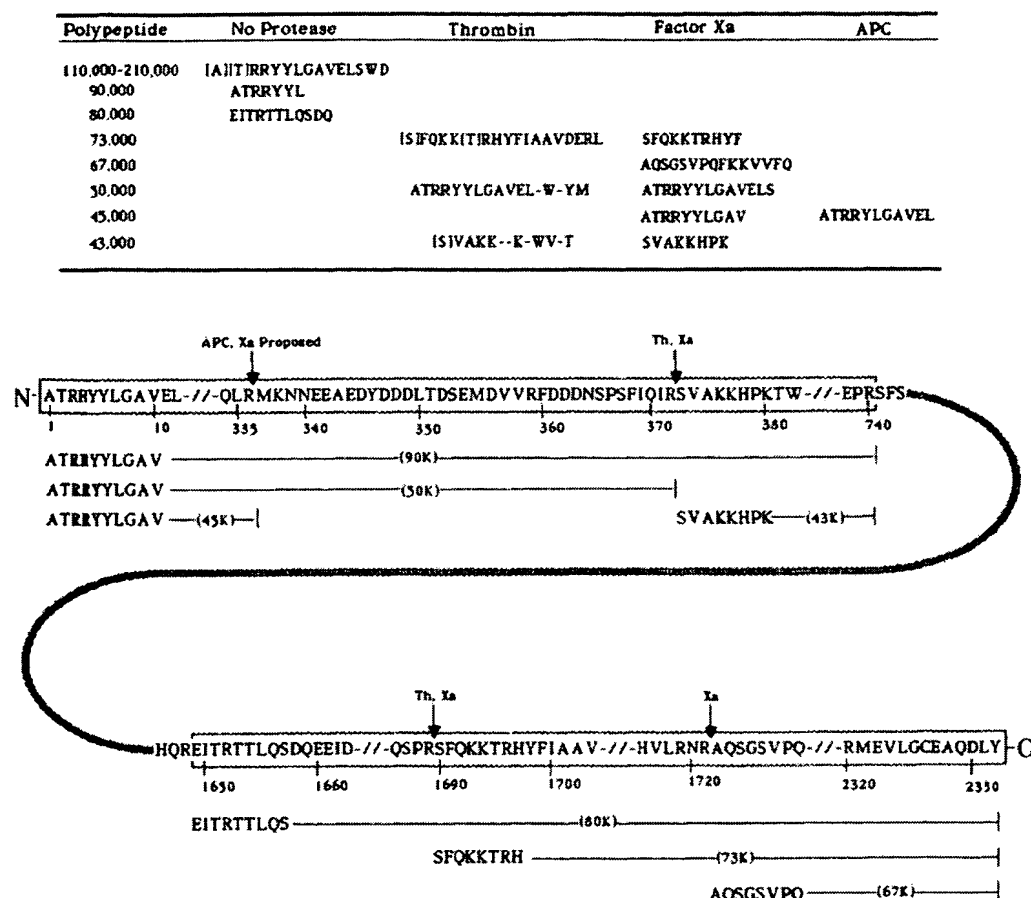 Polypeptide No Protease Thrombin Factor Xa APC
110,000-210,000 [A][T]RRYYLGAVELSWD
90,000 ATRRYYL
80,000 EITRTTLQSDQ
73,000 [S]FQKK[T]RHYFIAAVDERL SFQKKTRHYF
67,000 AQSGSVPQFKKVVFQ
50,000 ATRRYYLGAVEL-W-YM ATRRYYLGAVELS
45,000 ATRRYYLGAV ATRRYLGAVEL
43,000 [S]VAKK--K-WV-T SVAKKHPK
APC, Xa Proposed Th, Xa
N- ATRRYYLGAVEL-//-QLRMKNNEEAEDYDDDLTDSEMDVVRFDDDNSPSFIQIRSVAKKHPKTW-//-EPRSFS
1 10 335 340 350 360 372 380 740
ATRRYYLGAV (90K)
ATRRYYLGAV (50K)
ATRRYYLGAV (45K) SVAKKHPK (43K)
Th, Xa Xa
HQREITRTTLQSDQEEID-//-QSPRSFQKKTRHYFIAAV-//-HVLRNRAQSGSVPQ-//-RMEVLGCEAQDLY -C
1650 1660 1690 1700 1720 2320 2330
EITRTTLQS (80K)
SFQKKTRH (73K)
AQSGSVPQ (67K)